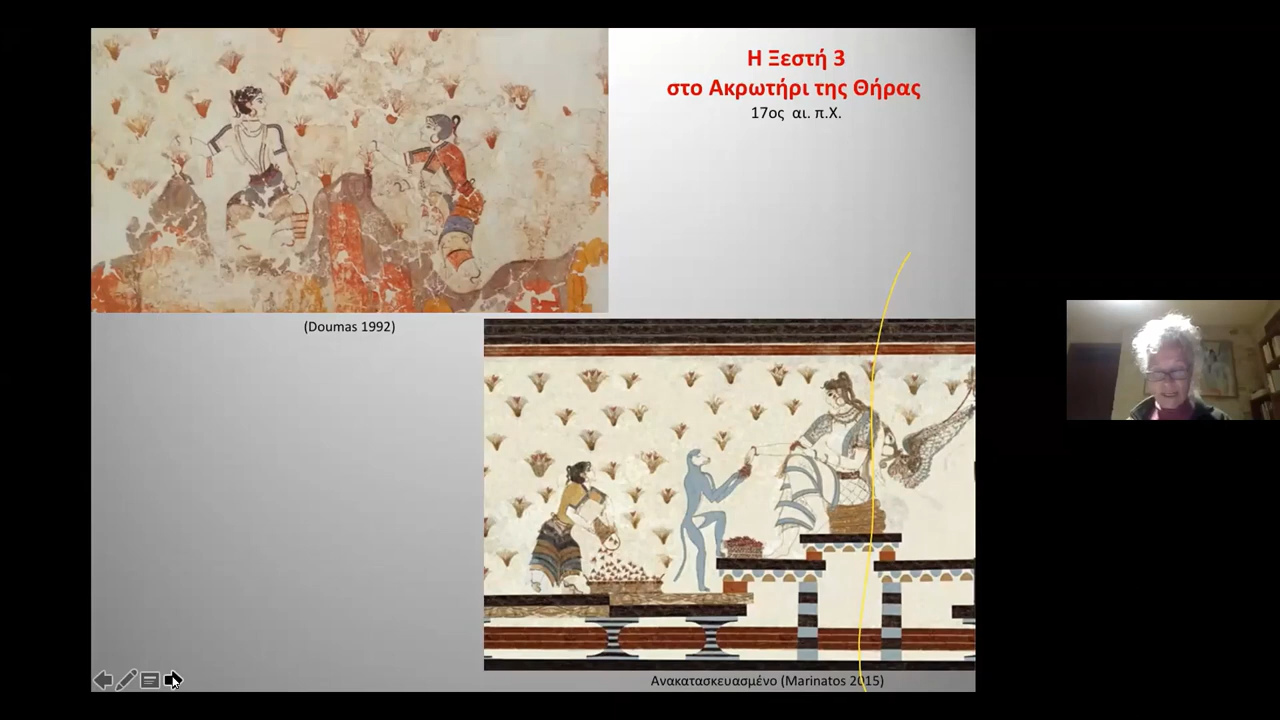 Η Ξεστή 3
στο Ακρωτήρι της Θήρας
17ος αι. π.Χ.
(Doumas 1992)
Ανακατασκευασμένο (Marinatos 2015)